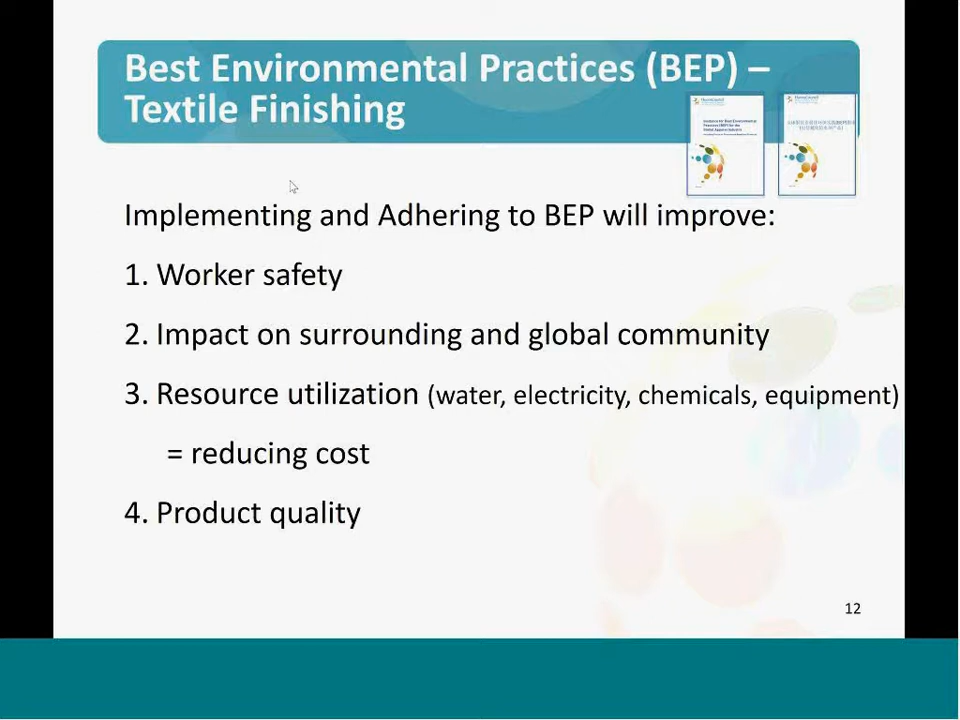 Best Environmental Practices (BEP) –
Textile Finishing
Implementing and Adhering to BEP will improve:
1. Worker safety
2. Impact on surrounding and global community
3. Resource utilization (water, electricity, chemicals, equipment)
= reducing cost
4. Product quality
12